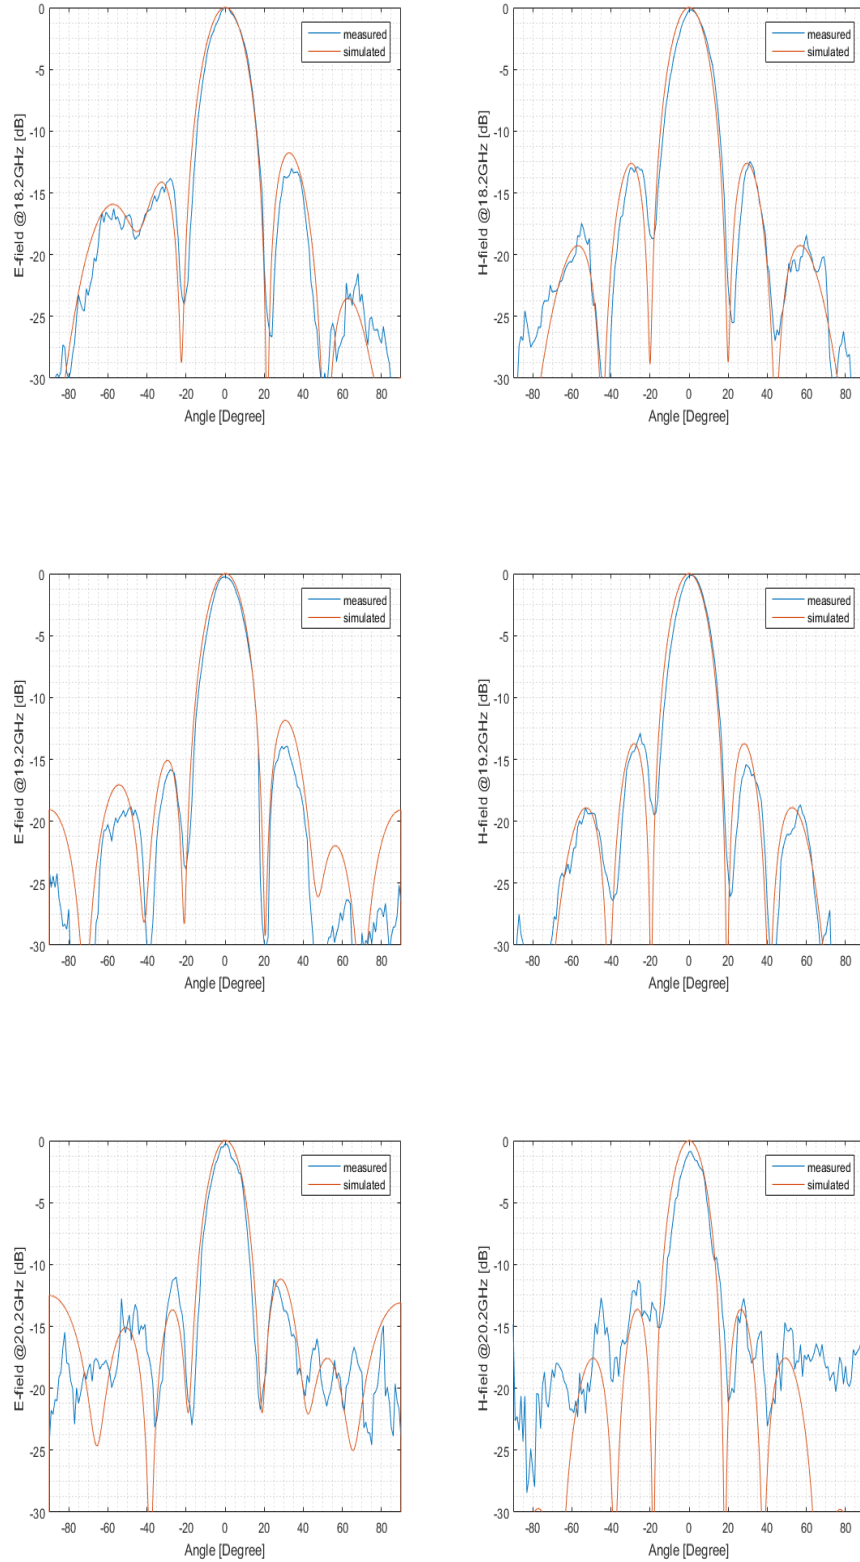 0
-5
-10
-15
-20
-25
-30
E-field @18.2GHz [dB]
measured
simulated
-80 -60 -40 -20 0 20 40 60 80
Angle [Degree]
0
-5
-10
-15
-20
-25
-30
H-field @18.2GHz [dB]
measured
simulated
-80 -60 -40 -20 0 20 40 60 80
Angle [Degree]
0
-5
-10
-15
-20
-25
-30
E-field @19.2GHz [dB]
measured
simulated
-80 -60 -40 -20 0 20 40 60 80
Angle [Degree]
0
-5
-10
-15
-20
-25
-30
H-field @19.2GHz [dB]
measured
simulated
-80 -60 -40 -20 0 20 40 60 80
Angle [Degree]
0
-5
-10
-15
-20
-25
-30
E-field @20.2GHz [dB]
measured
simulated
-80 -60 -40 -20 0 20 40 60 80
Angle [Degree]
0
-5
-10
-15
-20
-25
-30
H-field @20.2GHz [dB]
measured
simulated
-80 -60 -40 -20 0 20 40 60 80
Angle [Degree]